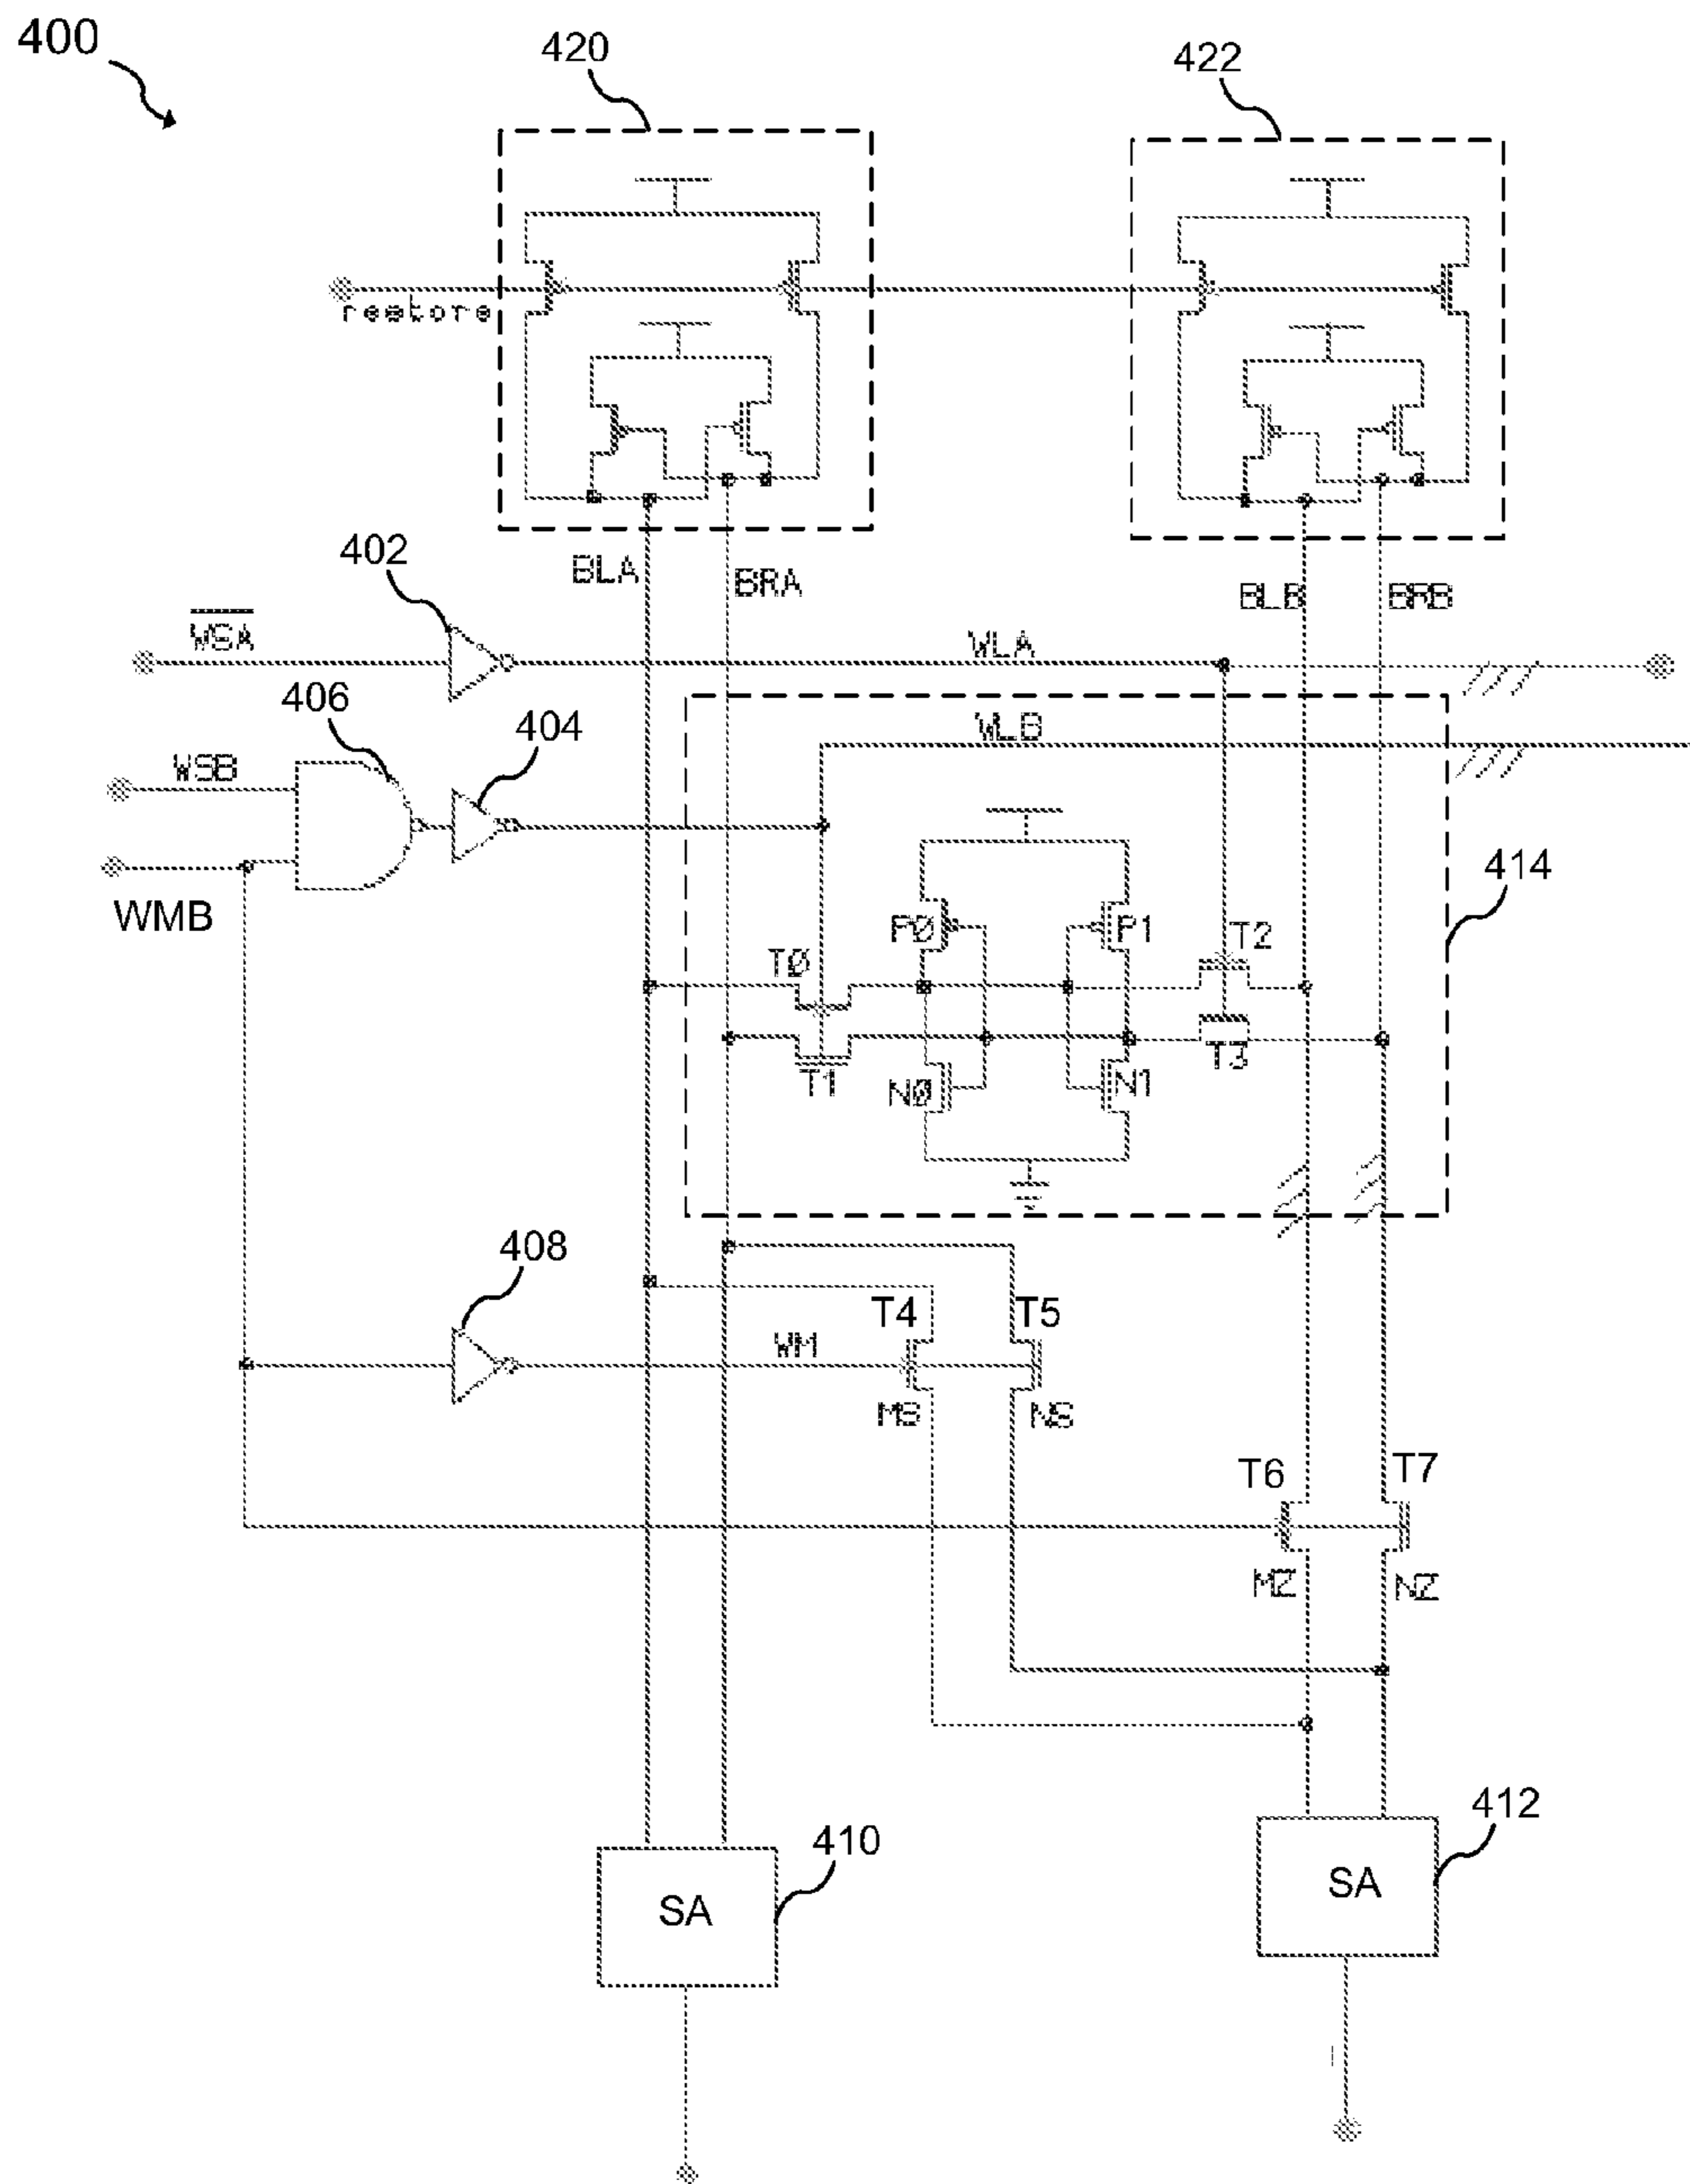 400
420
422
restore
402
BLA
BRA
BLB
BRB
W̅S̅A̅
WLA
406
404
WLB
WSB
414
WMB
P0
P1
T0
T2
T1
T3
N0
N1
408
T4
T5
WM
MS
NS
T6
T7
MZ
NZ
410
412
SA
SA